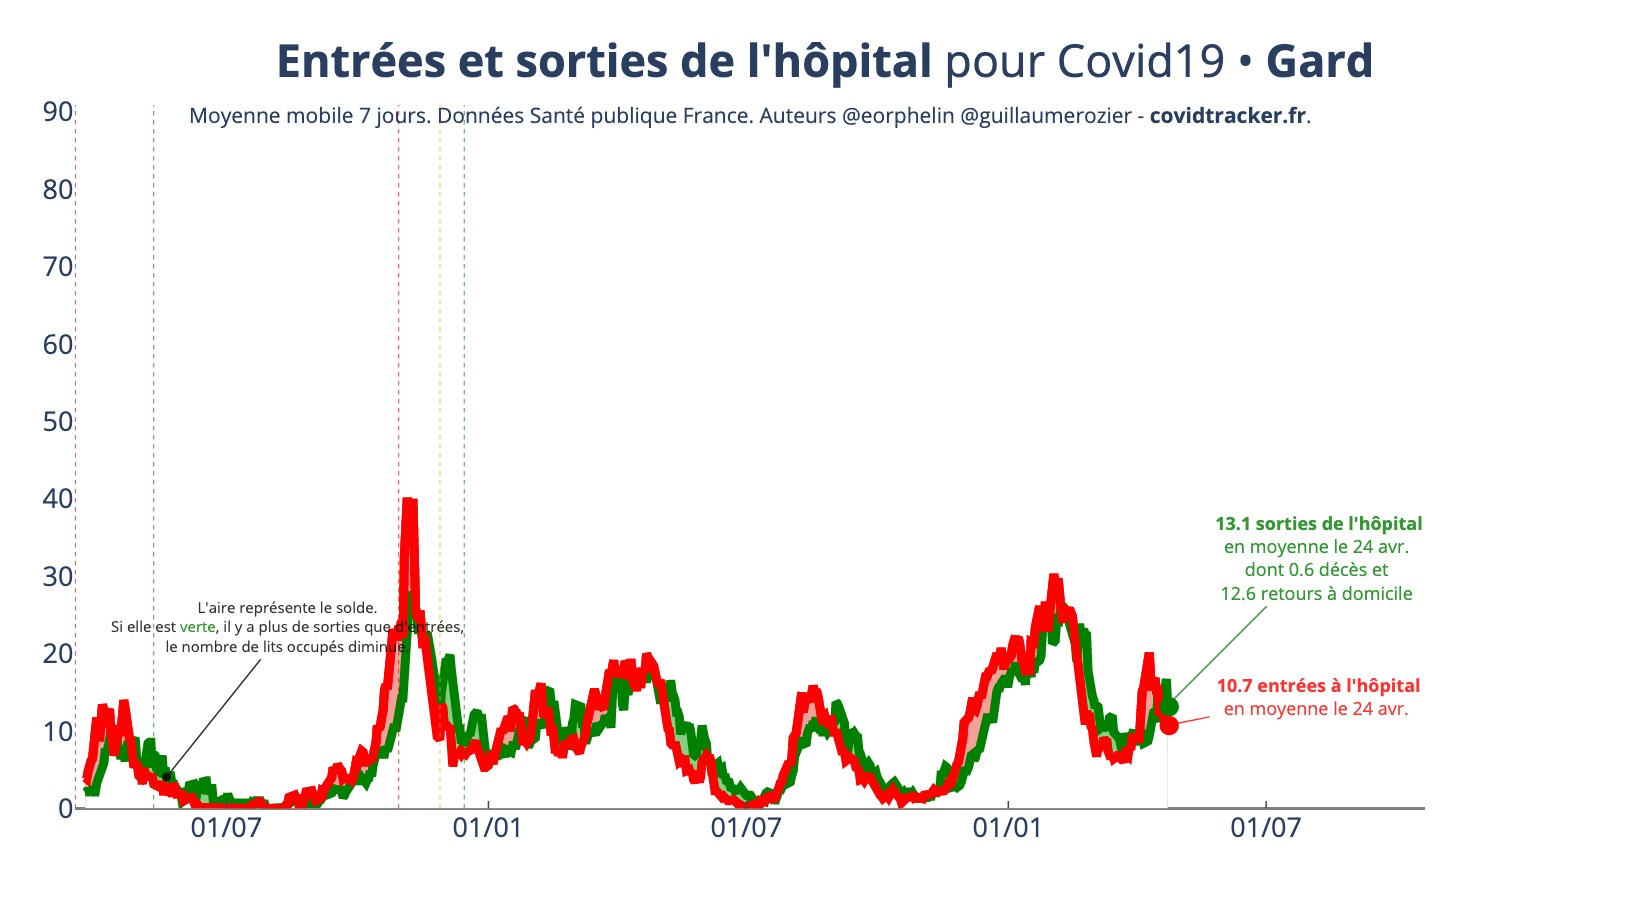 Entrées et sorties de l'hôpital pour Covid19 • Gard
Moyenne mobile 7 jours. Données Santé publique France. Auteurs @eorphelin @guillaumerozier - covidtracker.fr.
90
80
70
60
50
40
30
20
10
0
L'aire représente le solde.
Si elle est verte, il y a plus de sorties que d'entrées,
le nombre de lits occupés diminue.
13.1 sorties de l'hôpital
en moyenne le 24 avr.
dont 0.6 décès et
12.6 retours à domicile
10.7 entrées à l'hôpital
en moyenne le 24 avr.
01/07 01/01 01/07 01/01 01/07